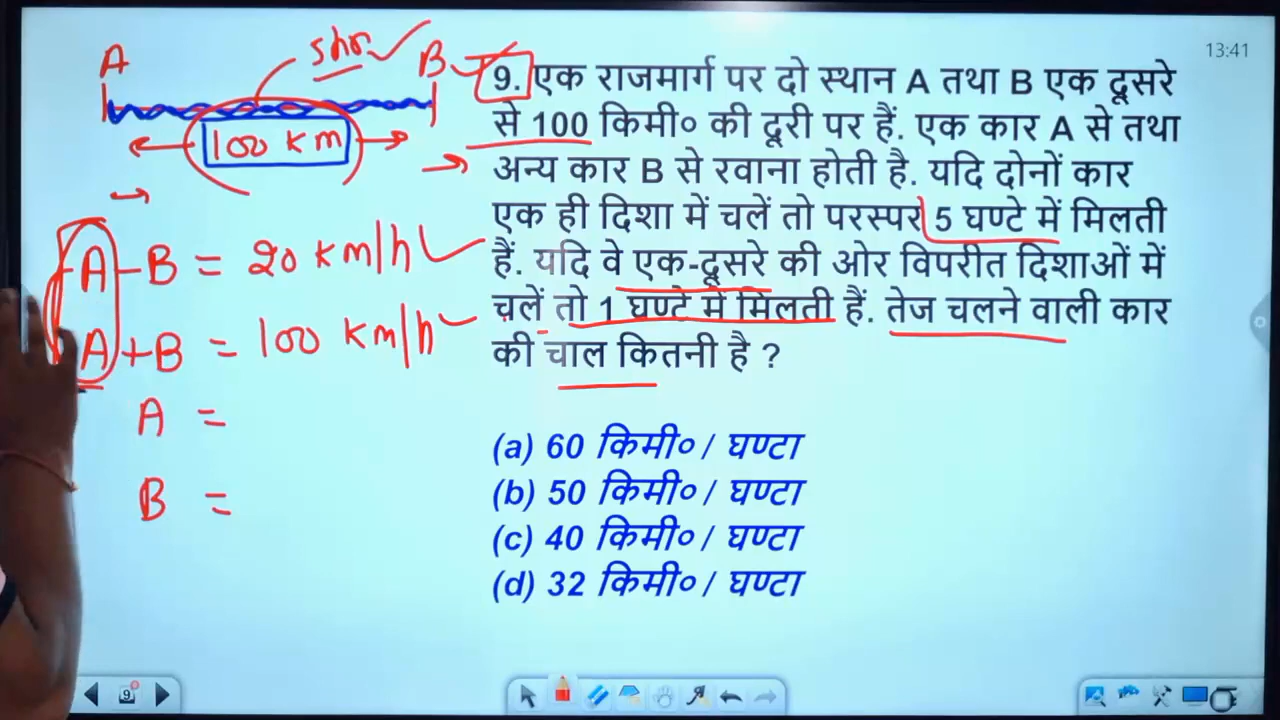 13:41
A
5hr
B
100 km
A - B = 20 km/h
A + B = 100 km/h
A =
B =
9. एक राजमार्ग पर दो स्थान A तथा B एक दूसरे
से 100 किमी० की दूरी पर हैं. एक कार A से तथा
अन्य कार B से रवाना होती है. यदि दोनों कार
एक ही दिशा में चलें तो परस्पर 5 घण्टे में मिलती
हैं. यदि वे एक-दूसरे की ओर विपरीत दिशाओं में
चलें तो 1 घण्टे में मिलती हैं. तेज चलने वाली कार
की चाल कितनी है ?
(a) 60 किमी० / घण्टा
(b) 50 किमी० / घण्टा
(c) 40 किमी० / घण्टा
(d) 32 किमी० / घण्टा
9